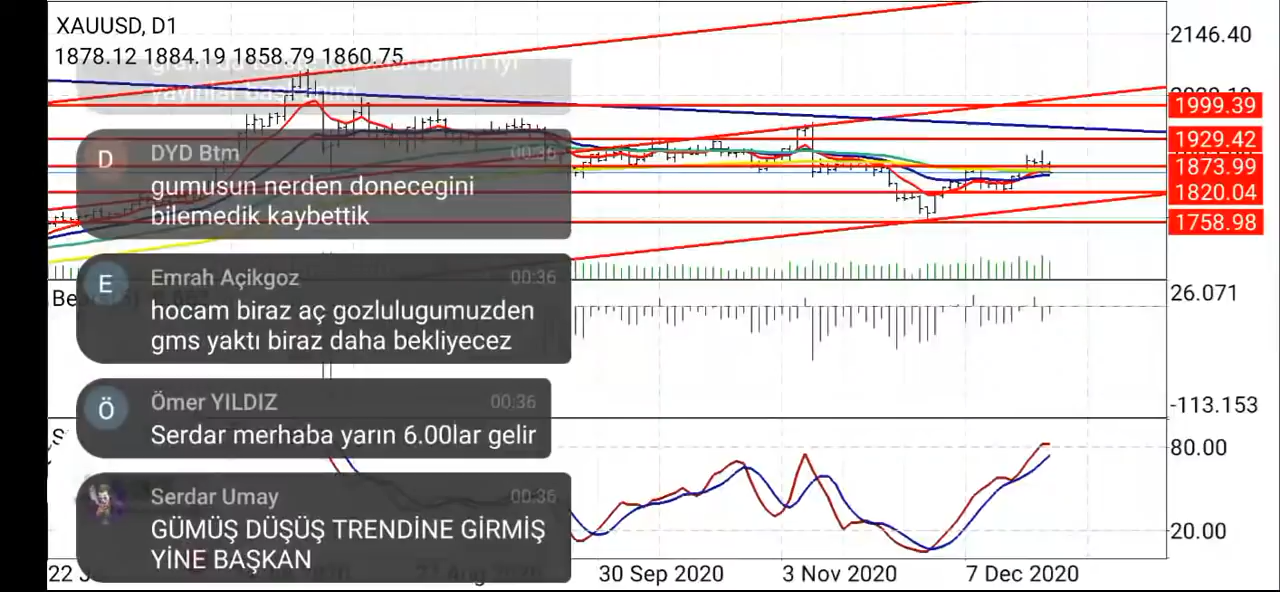 XAUUSD, D1
1878.12 1884.19 1858.79 1860.75
2146.40
1999.39
1929.42
1873.99
1820.04
1758.98
DYD Btm 00:36
gumusun nerden donecegini
bilemedik kaybettik
Emrah Açikgoz 00:36
hocam biraz aç gozlulugumuzden
gms yaktı biraz daha bekliyecez
26.071
-113.153
Ömer YILDIZ 00:36
Serdar merhaba yarın 6.00lar gelir
80.00
20.00
Serdar Umay 00:36
GÜMÜŞ DÜŞÜŞ TRENDİNE GİRMİŞ
YİNE BAŞKAN
27 Aug 2020
30 Sep 2020
3 Nov 2020
7 Dec 2020